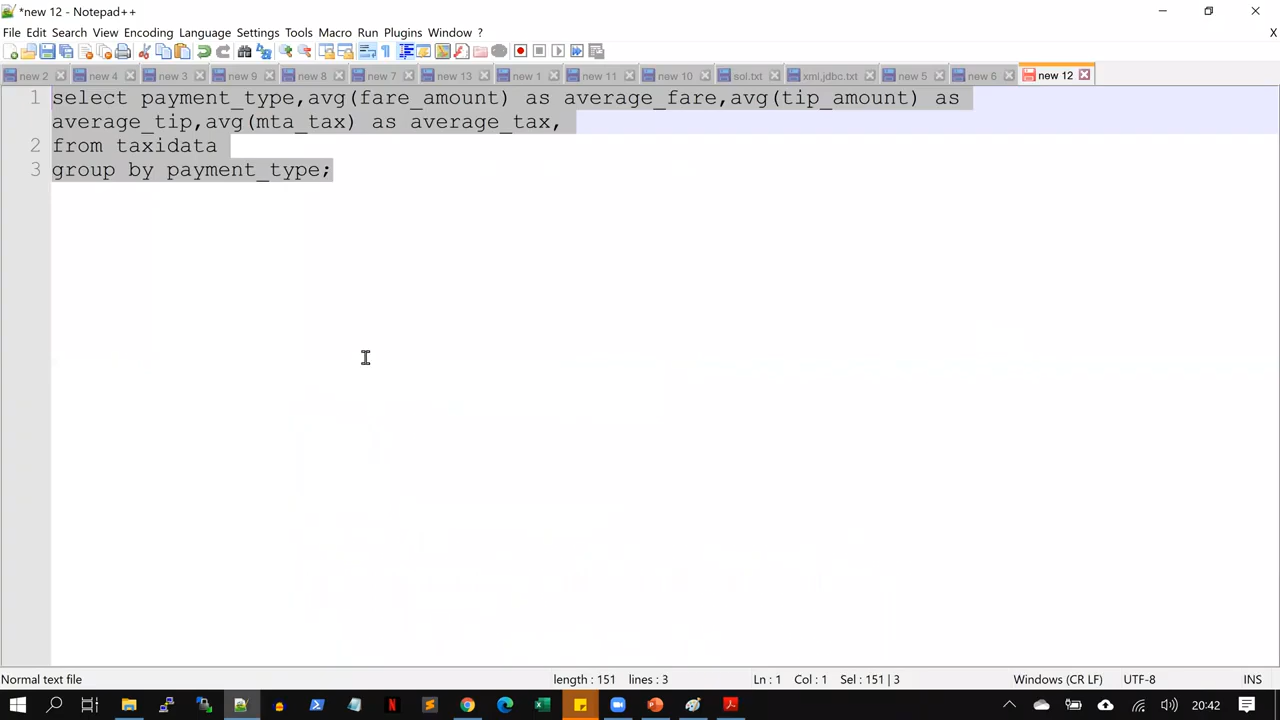 *new 12 - Notepad++
File Edit Search View Encoding Language Settings Tools Macro Run Plugins Window ? X
new 2 new 4 new new 9 new new 7 new 13 new 1 new 11 new 10 sol.txt xnl-jdbc.txt new 5 new 6 new 12
1 select payment_type,avg(fare_amount) as average_fare,avg(tip_amount) as
average_tip,avg(mta_tax) as average_tax,
2 from taxidata
3 group by payment_type;
Normal text file length : 151 lines : 3 Ln : 1 Col : 1 Sel : 151 | 3 Windows (CR LF) UTF-8 INS
20:42